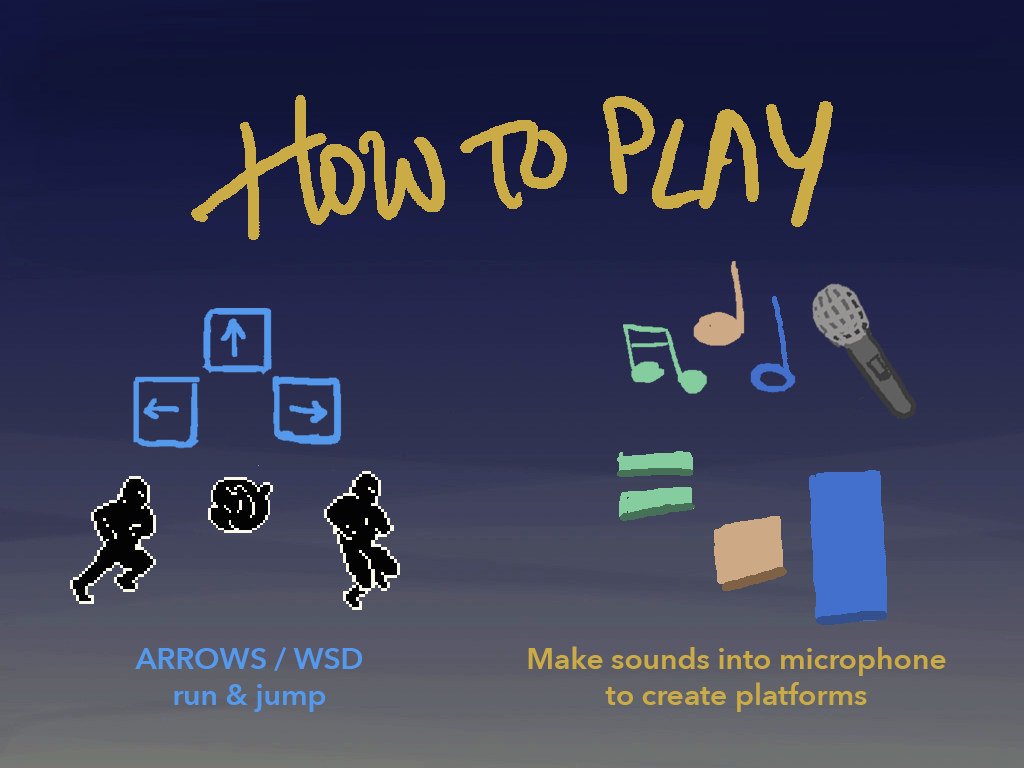 HOW TO PLAY
ARROWS / WSD
run & jump
Make sounds into microphone
to create platforms